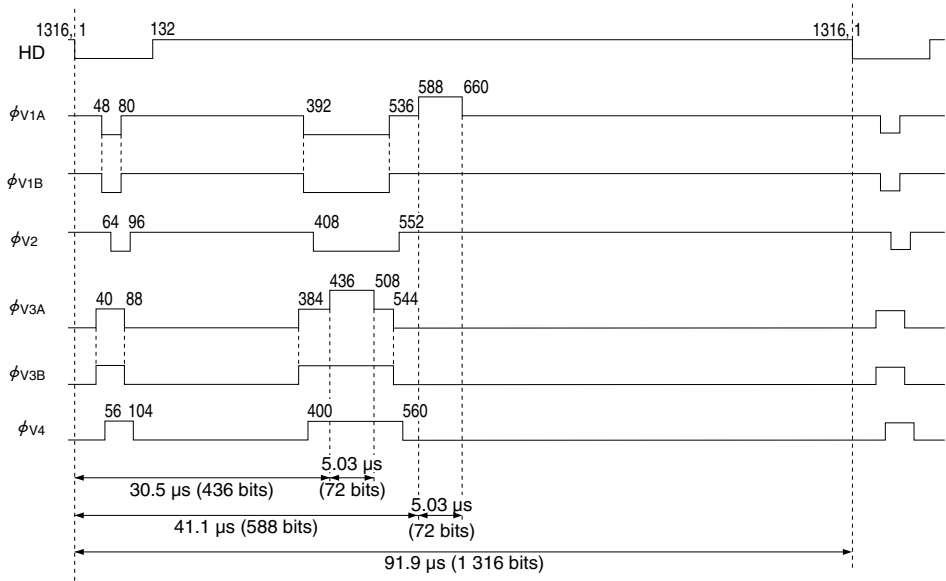 1316, 1 132 1316, 1
HD
588 660
48 80 392 536
ϕV1A
ϕV1B
64 96 408 552
ϕV2
436 508
40 88 384 544
ϕV3A
ϕV3B
56 104 400 560
ϕV4
5.03 µs
30.5 µs (436 bits) (72 bits)
5.03 µs
41.1 µs (588 bits) (72 bits)
91.9 µs (1 316 bits)